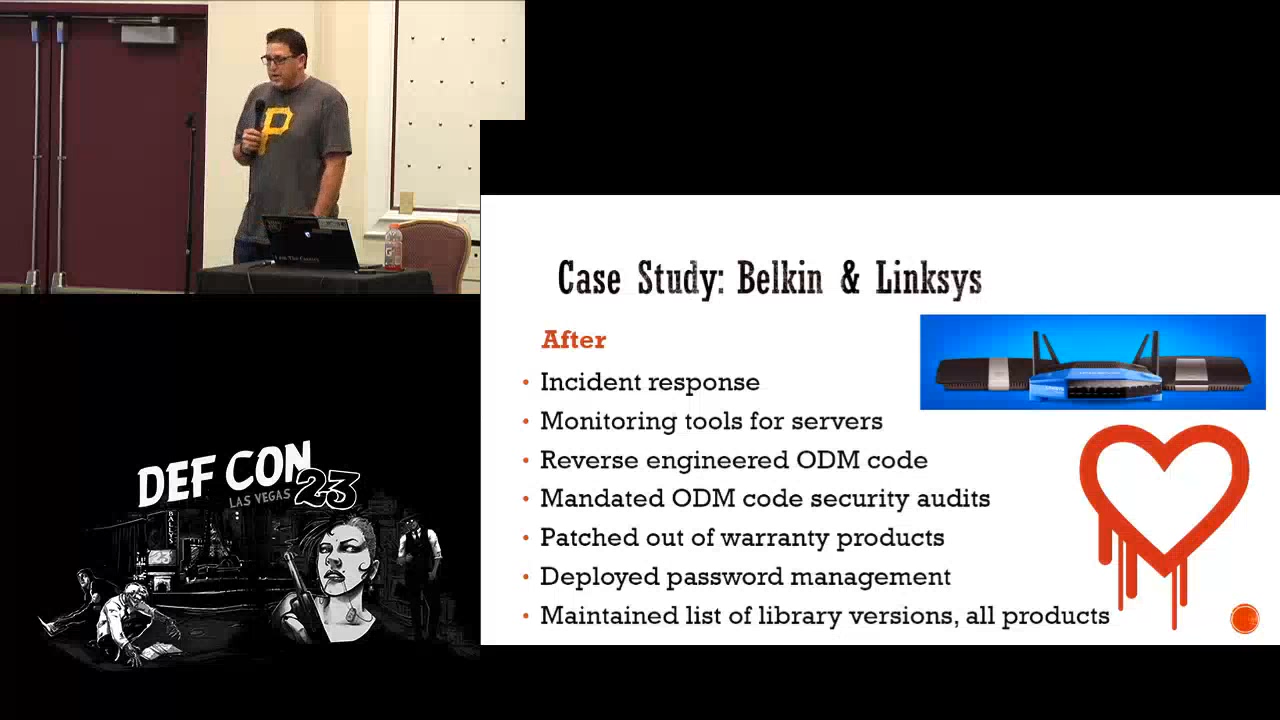 P
Case Study: Belkin & Linksys
After
• Incident response
• Monitoring tools for servers
• Reverse engineered ODM code
• Mandated ODM code security audits
• Patched out of warranty products
• Deployed password management
• Maintained list of library versions, all products
DEF CON
LAS VEGAS 23
BALLY'S
23